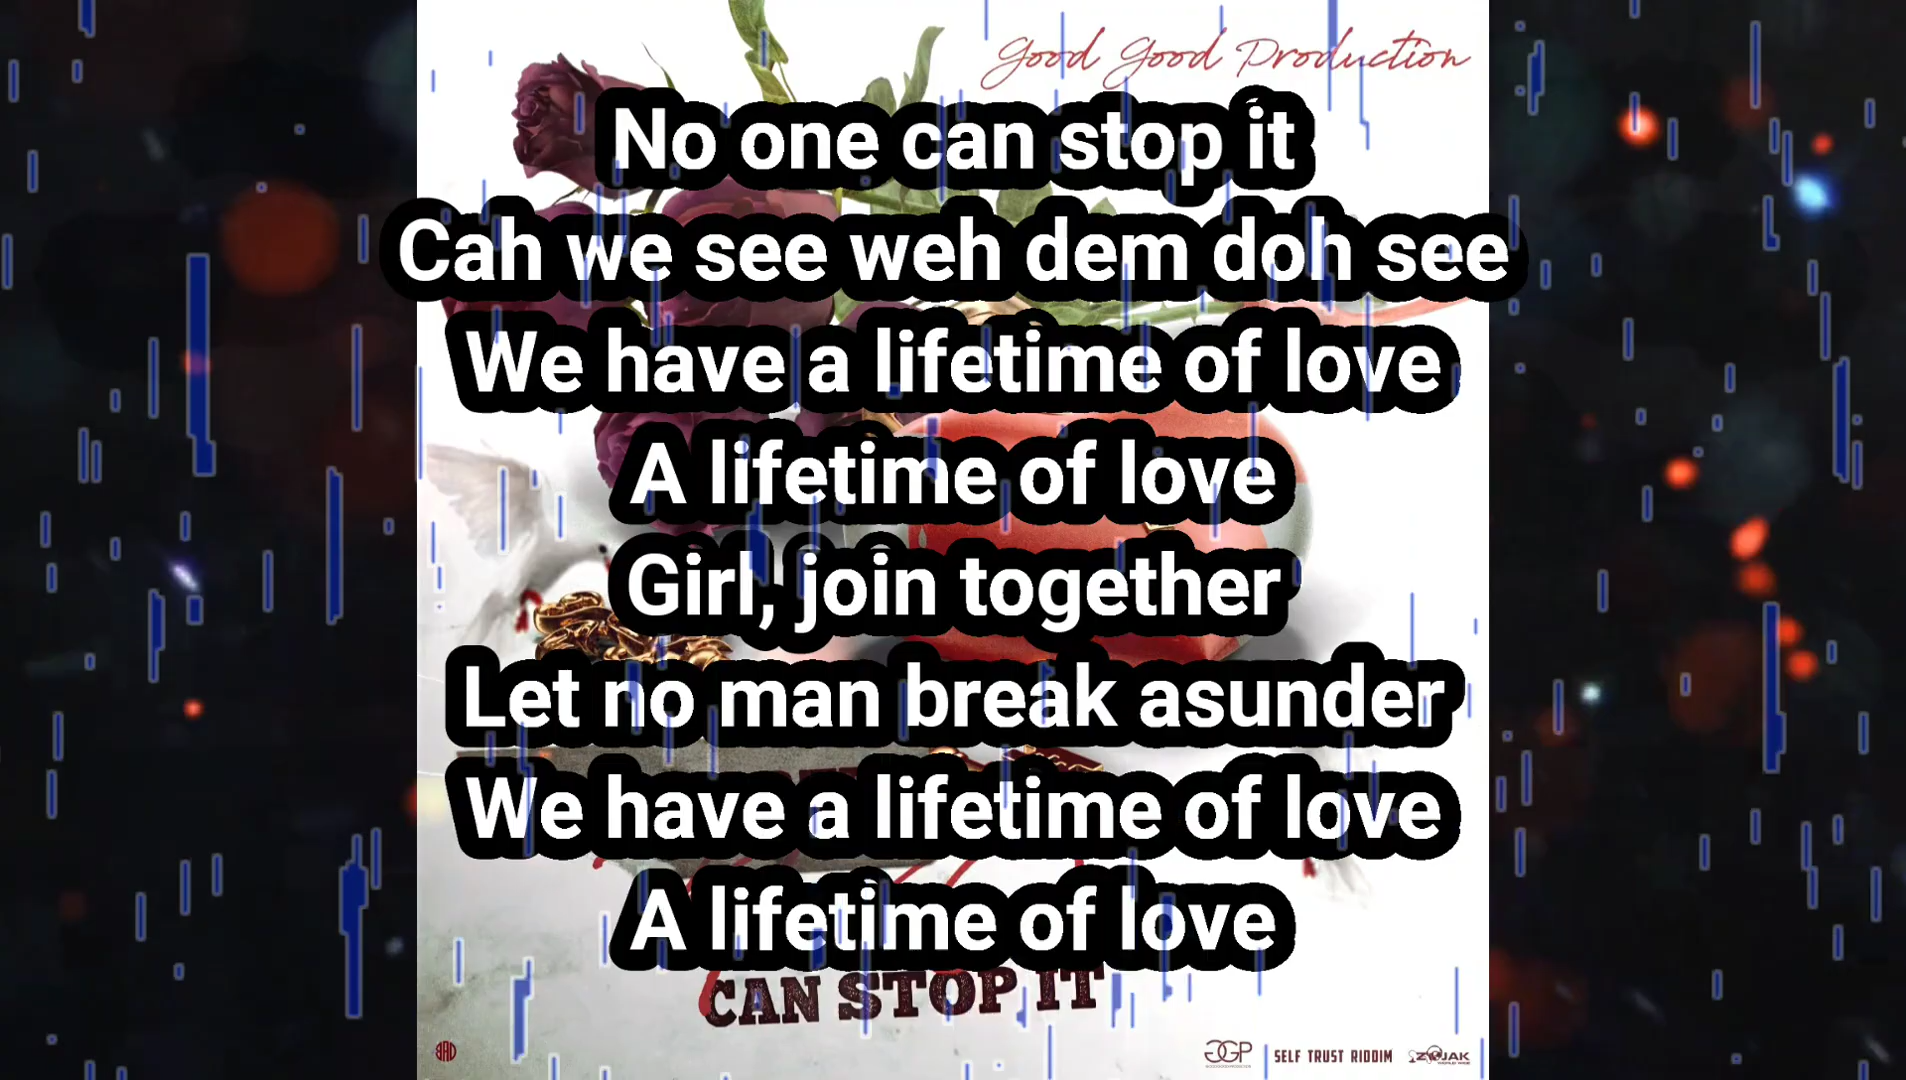 Good Good Production
No one can stop it
Cah we see weh dem doh see
We have a lifetime of love
A lifetime of love
Girl, join together
Let no man break asunder
We have a lifetime of love
A lifetime of love
CAN STOP IT
BAD
GGP
SELF TRUST RIDDIM
ZOJAK